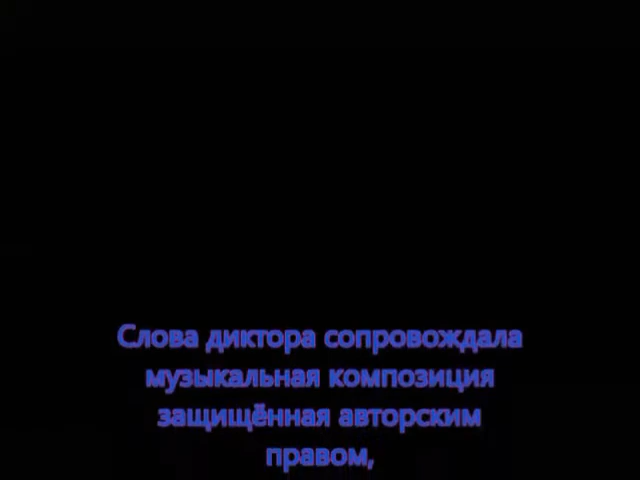 Слова диктора сопровождала
музыкальная композиция
защищённая авторским
правом,